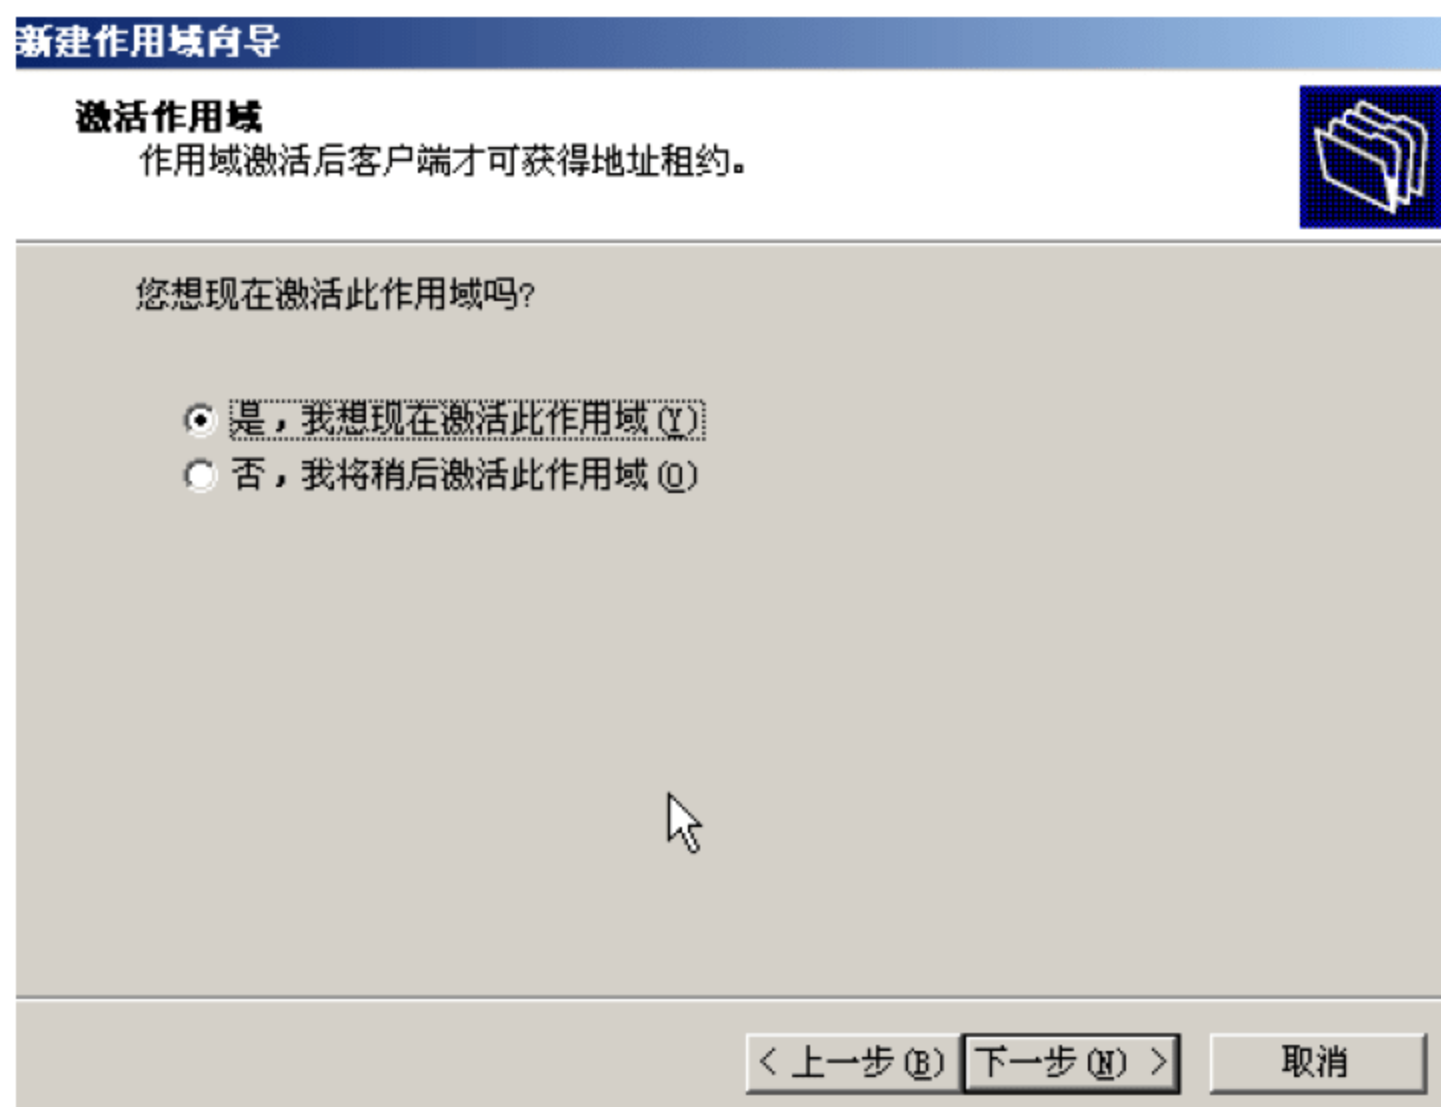 新建作用域向导
激活作用域
作用域激活后客户端才可获得地址租约。
您想现在激活此作用域吗?
是，我想现在激活此作用域(Y)
否，我将稍后激活此作用域(O)
< 上一步(B) 下一步(N) > 取消